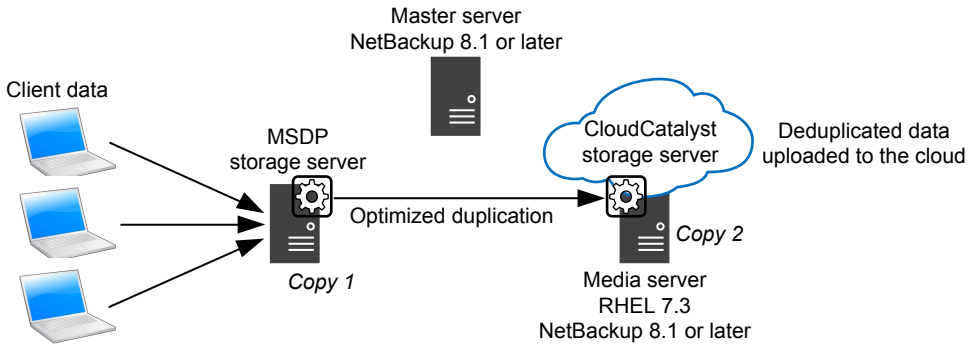 Master server
NetBackup 8.1 or later
Client data
MSDP
storage server
CloudCatalyst
storage server
Deduplicated data
uploaded to the cloud
Optimized duplication
Copy 1
Copy 2
Media server
RHEL 7.3
NetBackup 8.1 or later